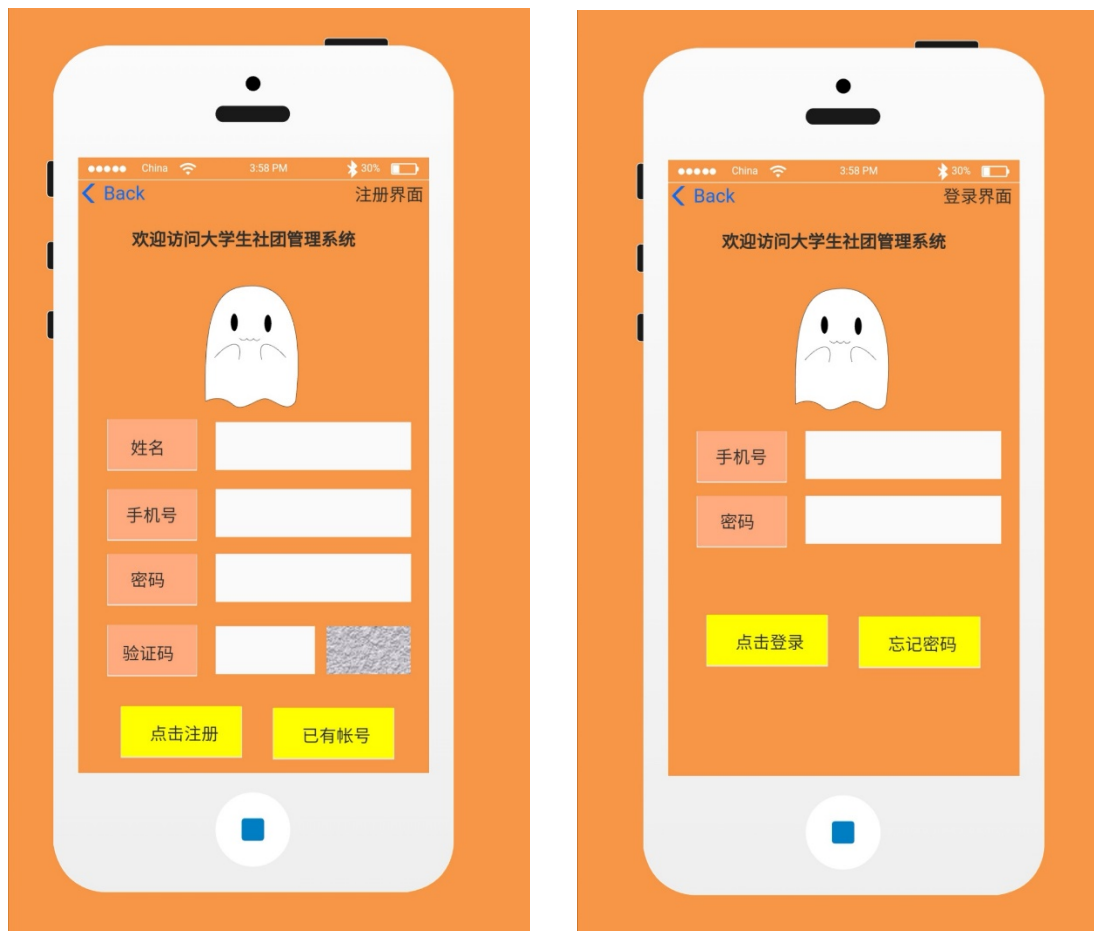 China 3:58 PM 30%
Back 注册界面
欢迎访问大学生社团管理系统
姓名
手机号
密码
验证码
点击注册 已有帐号
China 3:58 PM 30%
Back 登录界面
欢迎访问大学生社团管理系统
手机号
密码
点击登录 忘记密码